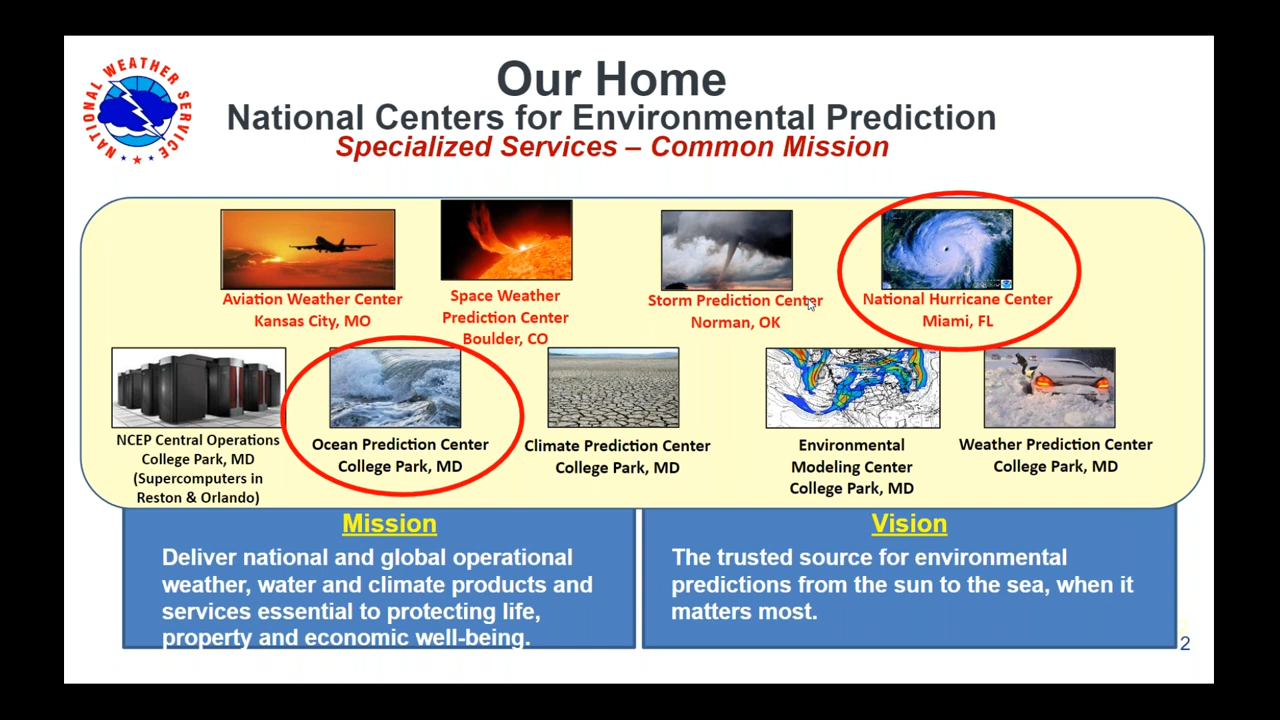 NATIONAL WEATHER SERVICE
Our Home
National Centers for Environmental Prediction
Specialized Services – Common Mission
Aviation Weather Center
Kansas City, MO
Space Weather
Prediction Center
Boulder, CO
Storm Prediction Center
Norman, OK
National Hurricane Center
Miami, FL
NCEP Central Operations
College Park, MD
(Supercomputers in
Reston & Orlando)
Ocean Prediction Center
College Park, MD
Climate Prediction Center
College Park, MD
Environmental
Modeling Center
College Park, MD
Weather Prediction Center
College Park, MD
Mission
Deliver national and global operational
weather, water and climate products and
services essential to protecting life,
property and economic well-being.
Vision
The trusted source for environmental
predictions from the sun to the sea, when it
matters most.
2